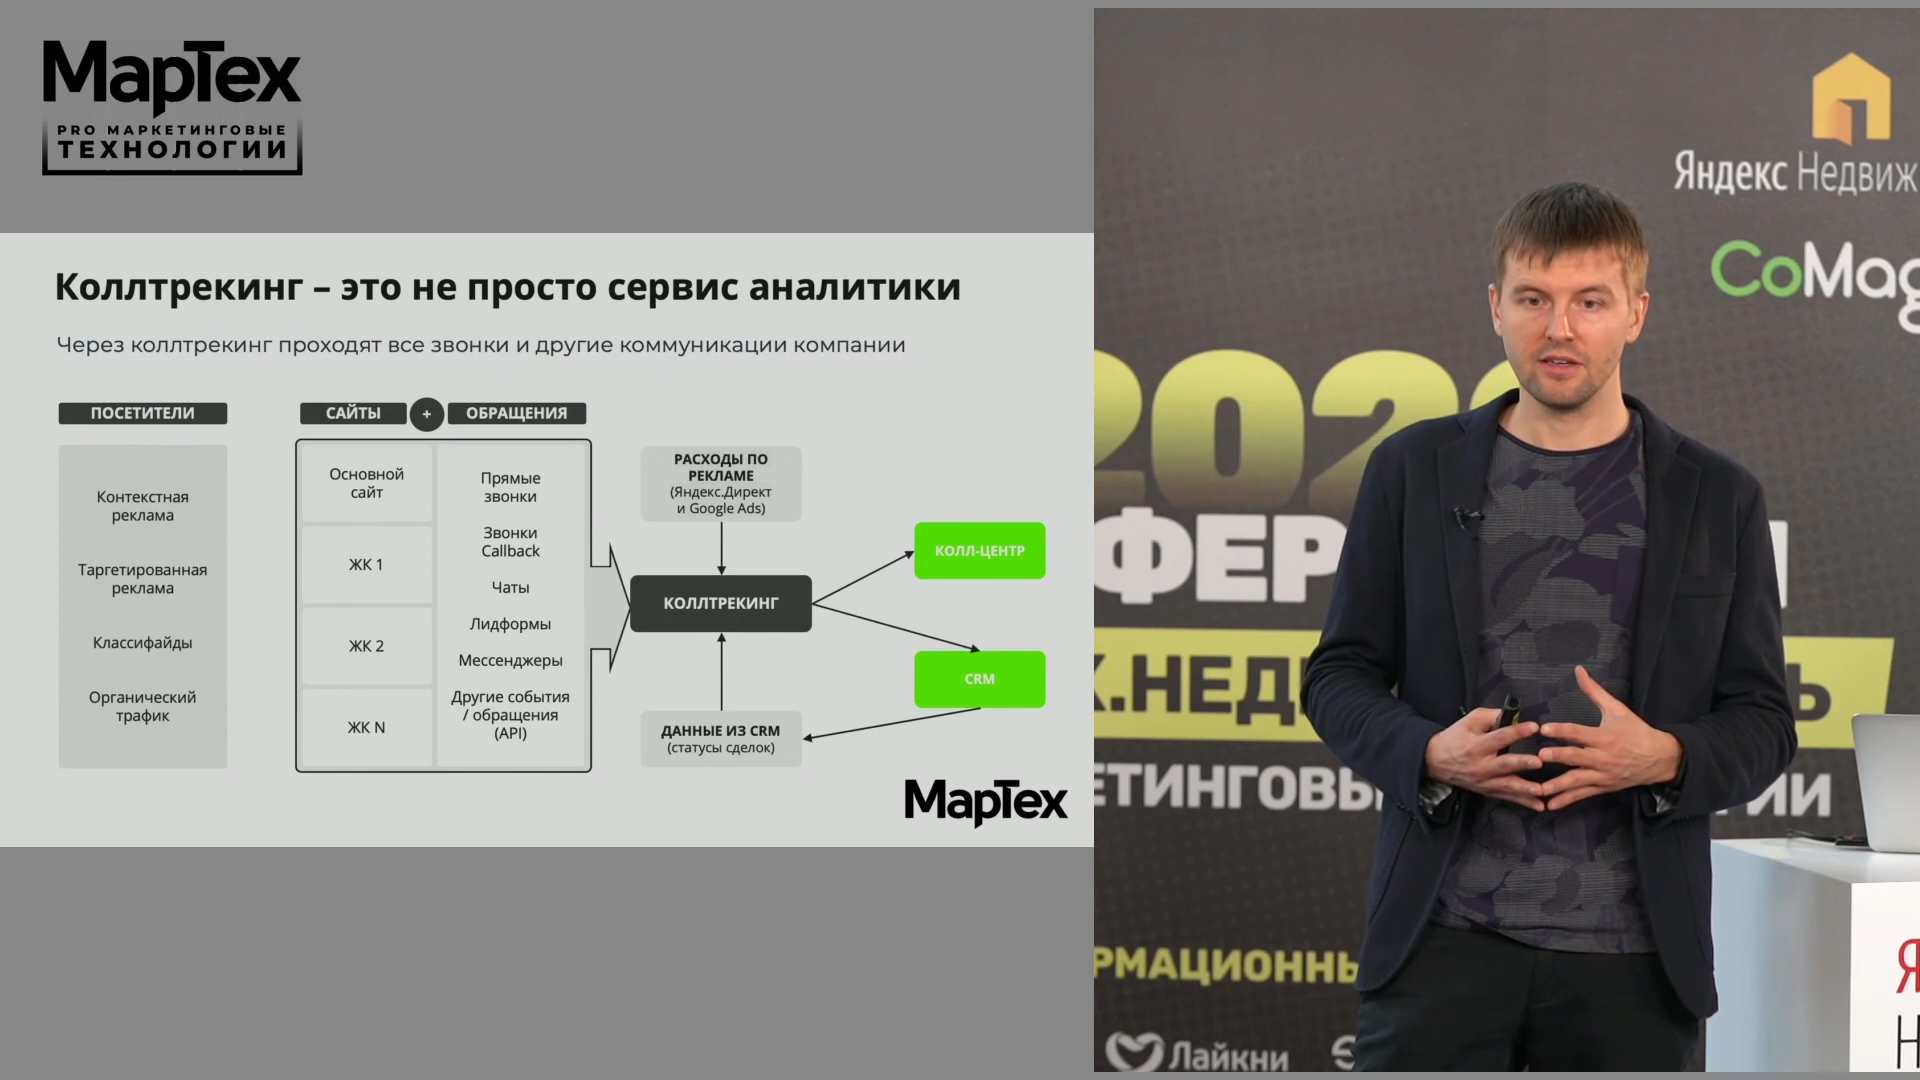 МарТех
PRO МАРКЕТИНГОВЫЕ
ТЕХНОЛОГИИ
Коллтрекинг – это не просто сервис аналитики
Через коллтрекинг проходят все звонки и другие коммуникации компании
ПОСЕТИТЕЛИ
Контекстная
реклама
Таргетированная
реклама
Классифайды
Органический
трафик
САЙТЫ + ОБРАЩЕНИЯ
Основной
сайт
ЖК 1
ЖК 2
ЖК N
Прямые
звонки
Звонки
Callback
Чаты
Лидформы
Мессенджеры
Другие события
/ обращения
(API)
РАСХОДЫ ПО
РЕКЛАМЕ
(Яндекс.Директ
и Google Ads)
КОЛЛТРЕКИНГ
ДАННЫЕ ИЗ CRM
(статусы сделок)
КОЛЛ-ЦЕНТР
CRM
МарТех
Яндекс Недвиж
CoMag
202
ФЕР
.НЕД
Ь
ЕТИНГОВЫ
ИИ
РМАЦИОННЫ
Лайкни
Я
Н